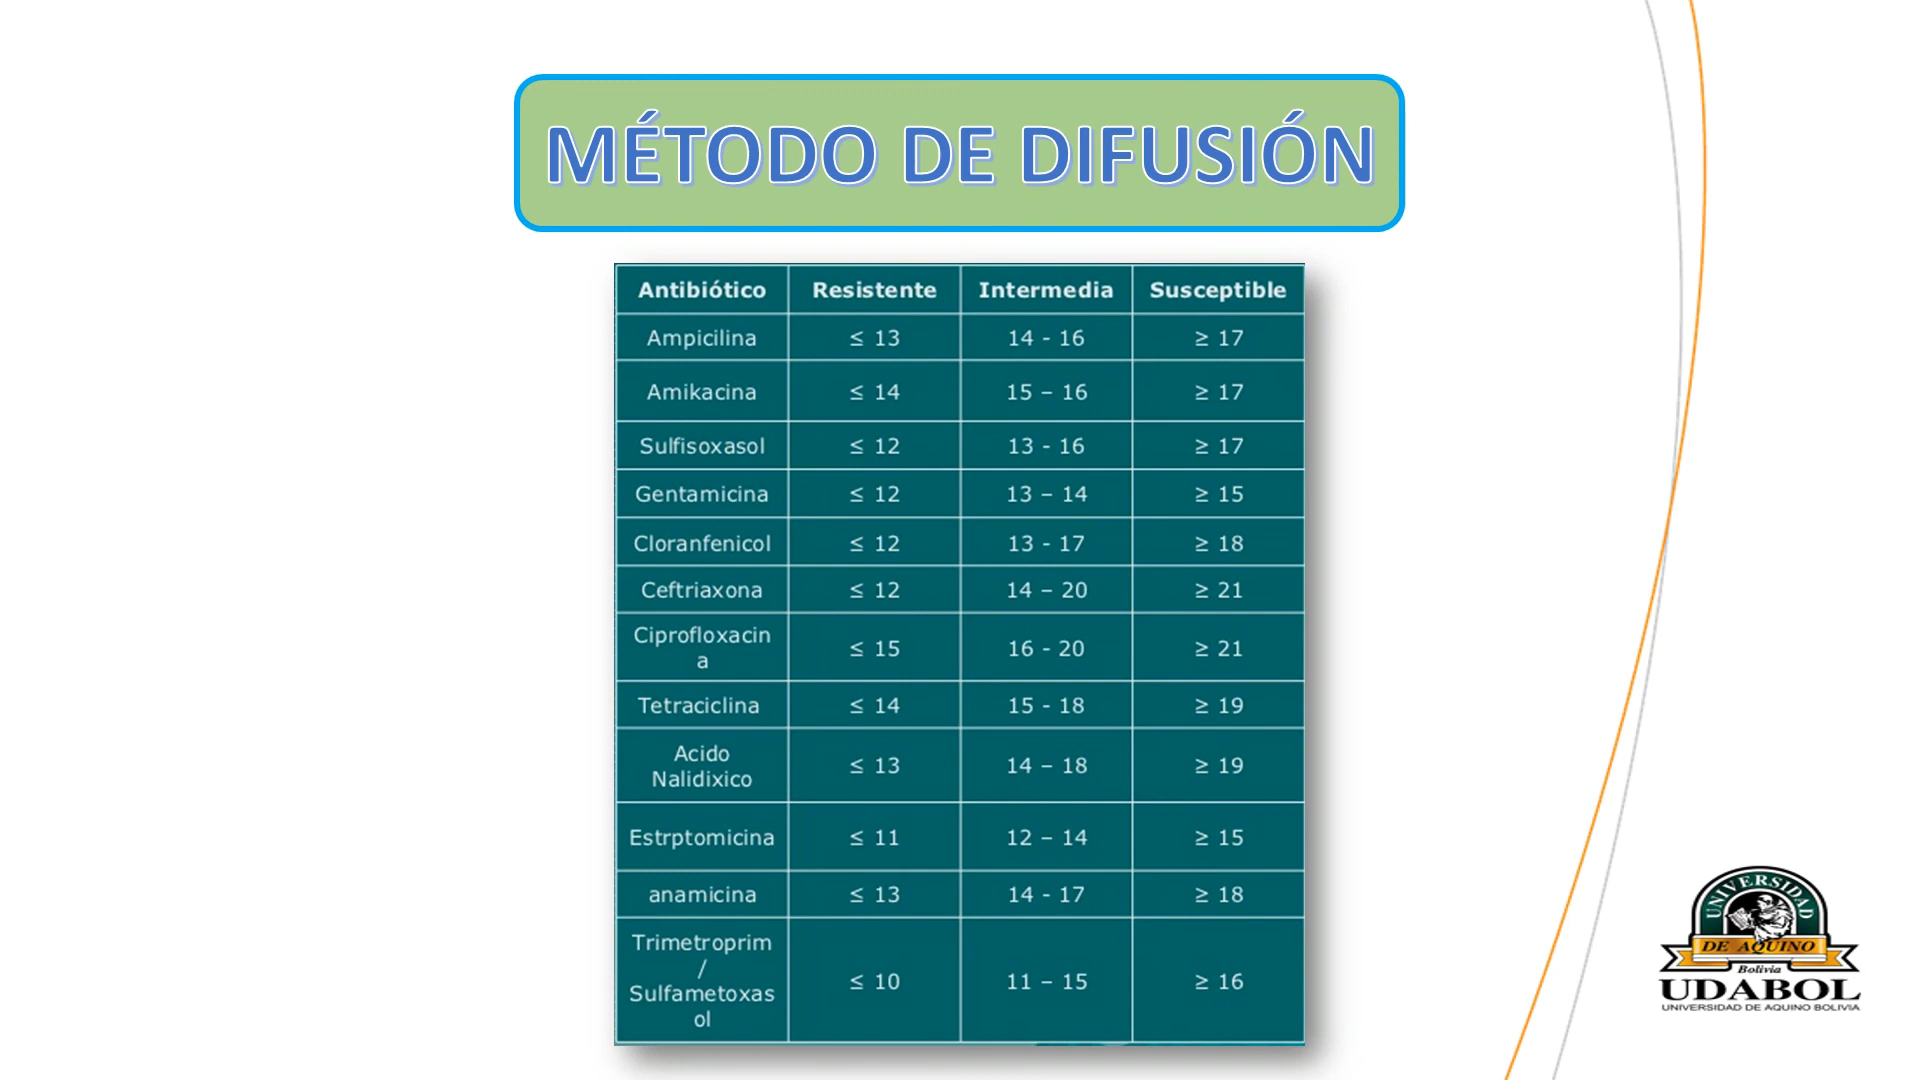 MÉTODO DE DIFUSIÓN
Antibiótico Resistente Intermedia Susceptible
Ampicilina ≤ 13 14 - 16 ≥ 17
Amikacina ≤ 14 15 – 16 ≥ 17
Sulfisoxasol ≤ 12 13 - 16 ≥ 17
Gentamicina ≤ 12 13 – 14 ≥ 15
Cloranfenicol ≤ 12 13 - 17 ≥ 18
Ceftriaxona ≤ 12 14 – 20 ≥ 21
Ciprofloxacin
a ≤ 15 16 - 20 ≥ 21
Tetraciclina ≤ 14 15 - 18 ≥ 19
Acido
Nalidixico ≤ 13 14 – 18 ≥ 19
Estrptomicina ≤ 11 12 – 14 ≥ 15
anamicina ≤ 13 14 - 17 ≥ 18
Trimetroprim
/
Sulfametoxas
ol ≤ 10 11 – 15 ≥ 16
UNIVERSIDAD
DE AQUINO
Bolivia
UDABOL
UNIVERSIDAD DE AQUINO BOLIVIA